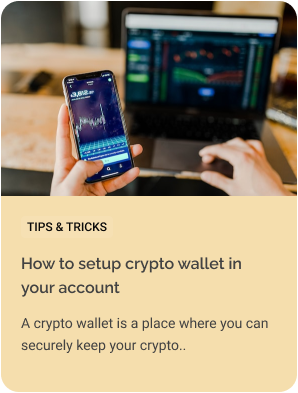 TIPS & TRICKS
How to setup crypto wallet in
your account
A crypto wallet is a place where you can
securely keep your crypto..